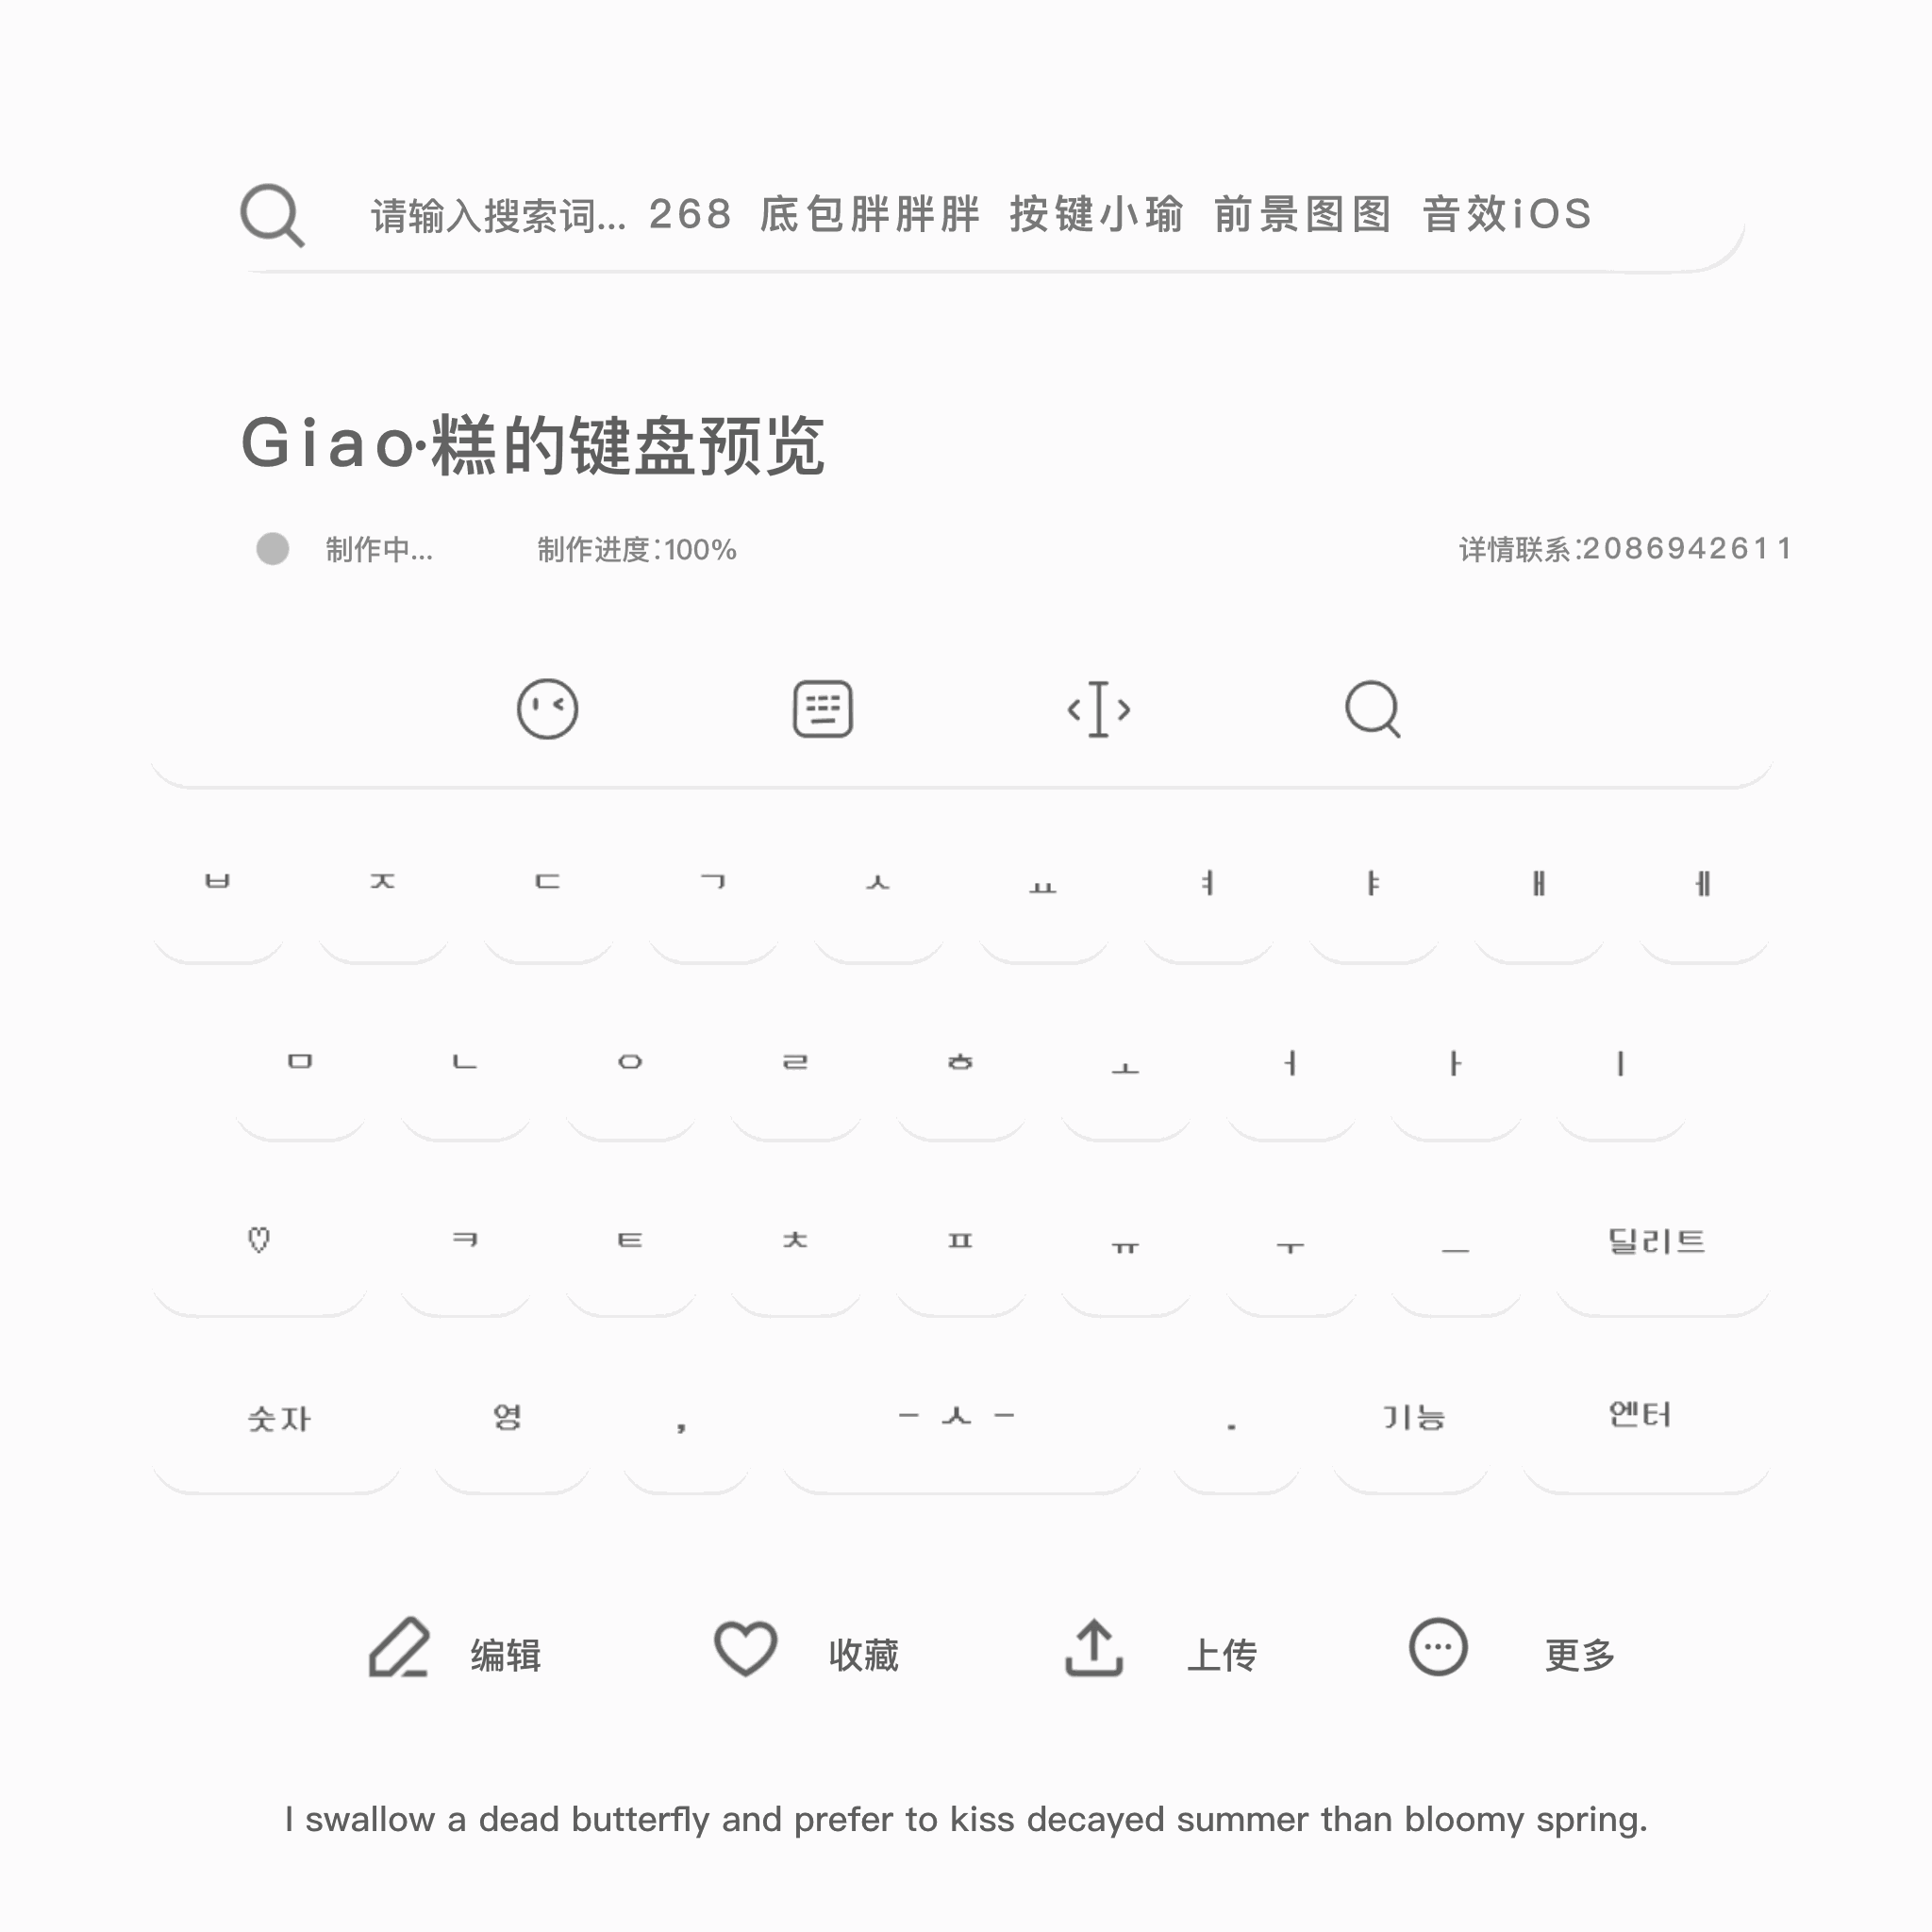 请输入搜索词... 268 底包胖胖胖 按键小瑜 前景图图 音效iOS
Giao·糕的键盘预览
制作中... 制作进度:100% 详情联系:2086942611
ㅂ ㅈ ㄷ ㄱ ㅅ ㅛ ㅕ ㅑ ㅐ ㅔ
ㅁ ㄴ ㅇ ㄹ ㅎ ㅗ ㅓ ㅏ ㅣ
♡ ㅋ ㅌ ㅊ ㅍ ㅠ ㅜ ㅡ 딜리트
숫자 영 , - ㅅ - . 기능 엔터
编辑 收藏 上传 更多
I swallow a dead butterfly and prefer to kiss decayed summer than bloomy spring.